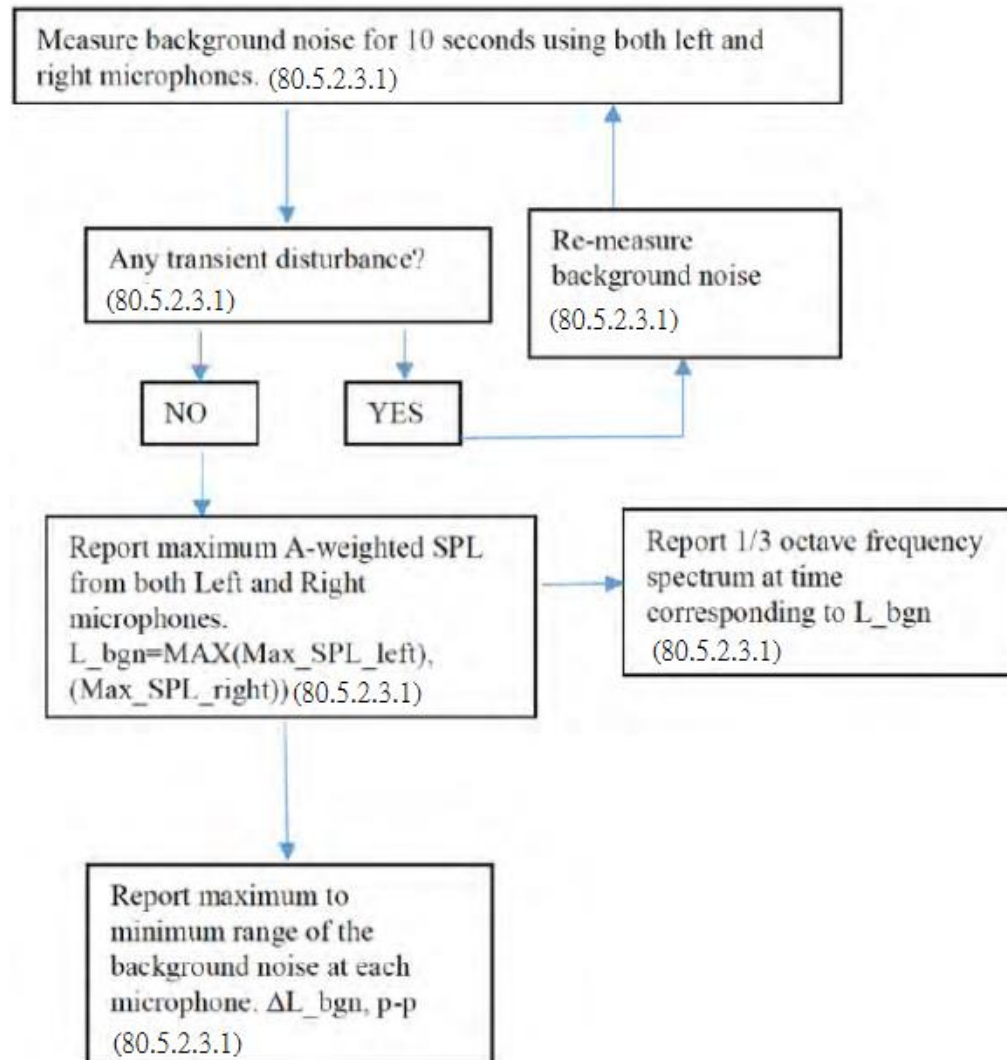 Measure background noise for 10 seconds using both left and
right microphones. (80.5.2.3.1)
Any transient disturbance?
(80.5.2.3.1)
Re-measure
background noise
(80.5.2.3.1)
NO
YES
Report maximum A-weighted SPL
from both Left and Right
microphones.
L_bgn=MAX(Max_SPL_left),
(Max_SPL_right)) (80.5.2.3.1)
Report 1/3 octave frequency
spectrum at time
corresponding to L_bgn
(80.5.2.3.1)
Report maximum to
minimum range of the
background noise at each
microphone. ΔL_bgn, p-p
(80.5.2.3.1)